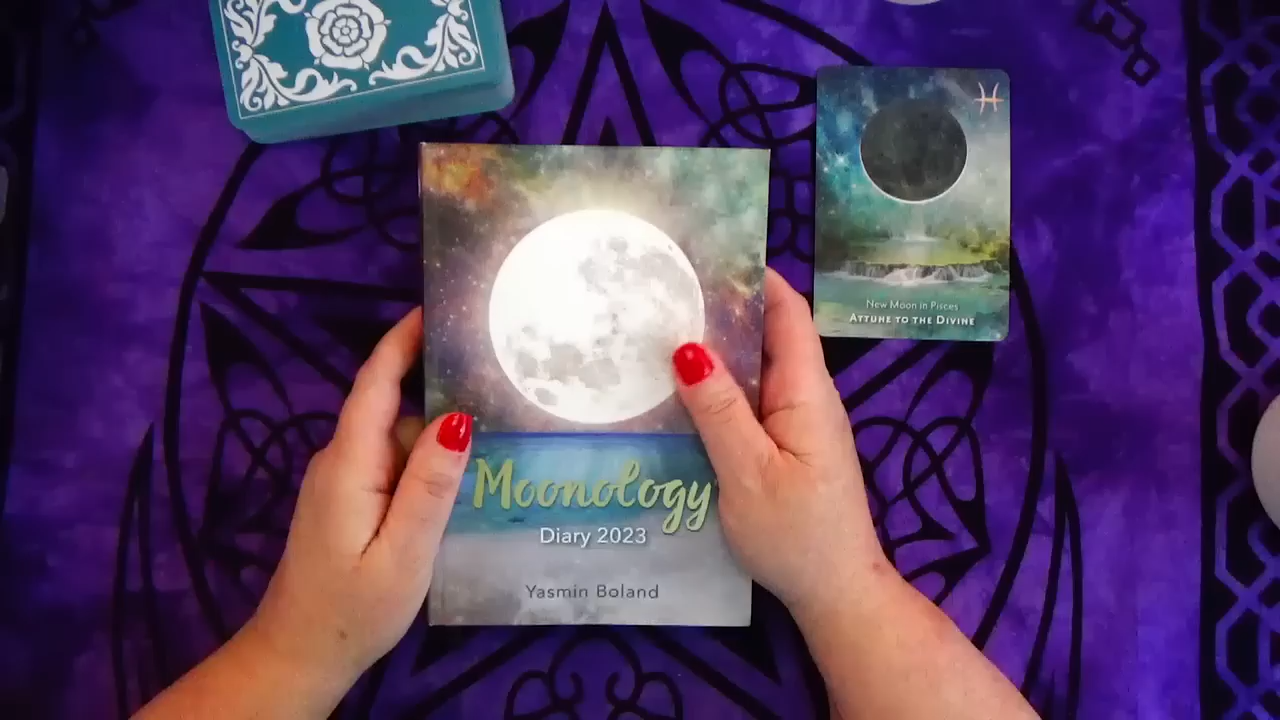 Moonology
Diary 2023
Yasmin Boland
New Moon in Pisces
ATTUNE TO THE DIVINE